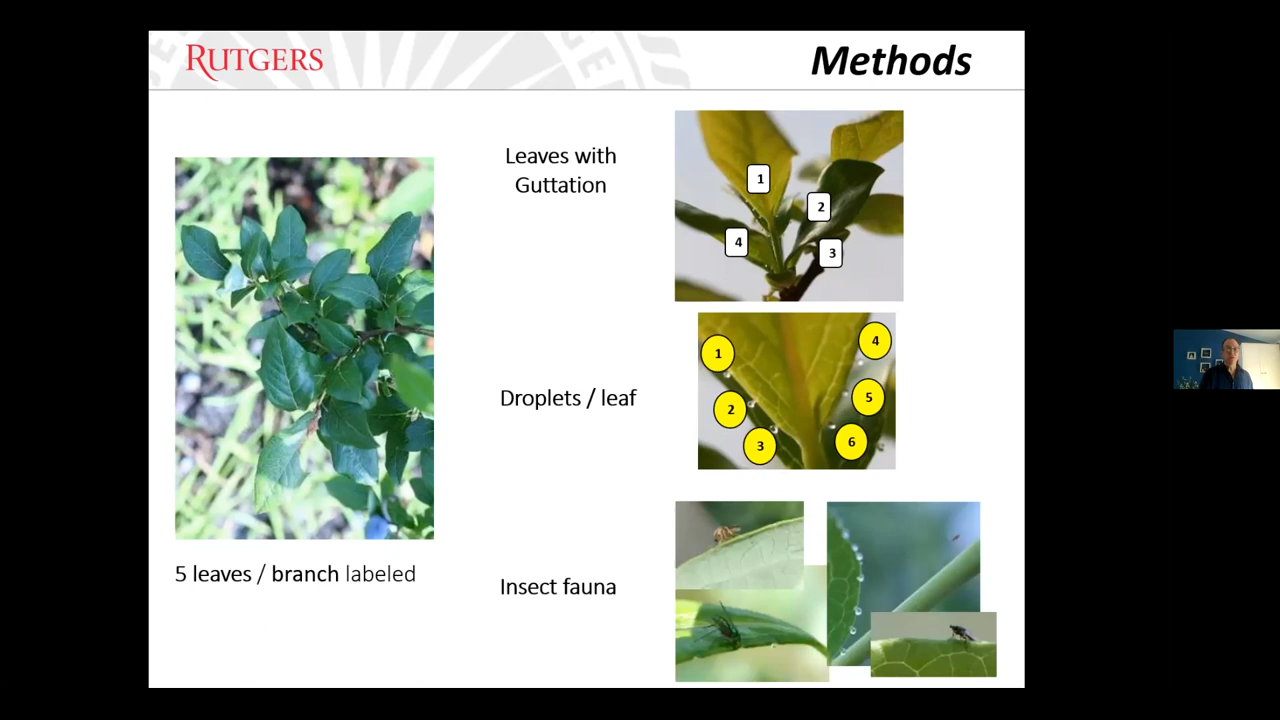 RUTGERS
Methods
5 leaves / branch labeled
Leaves with
Guttation
1
2
3
4
Droplets / leaf
1
2
3
4
5
6
Insect fauna